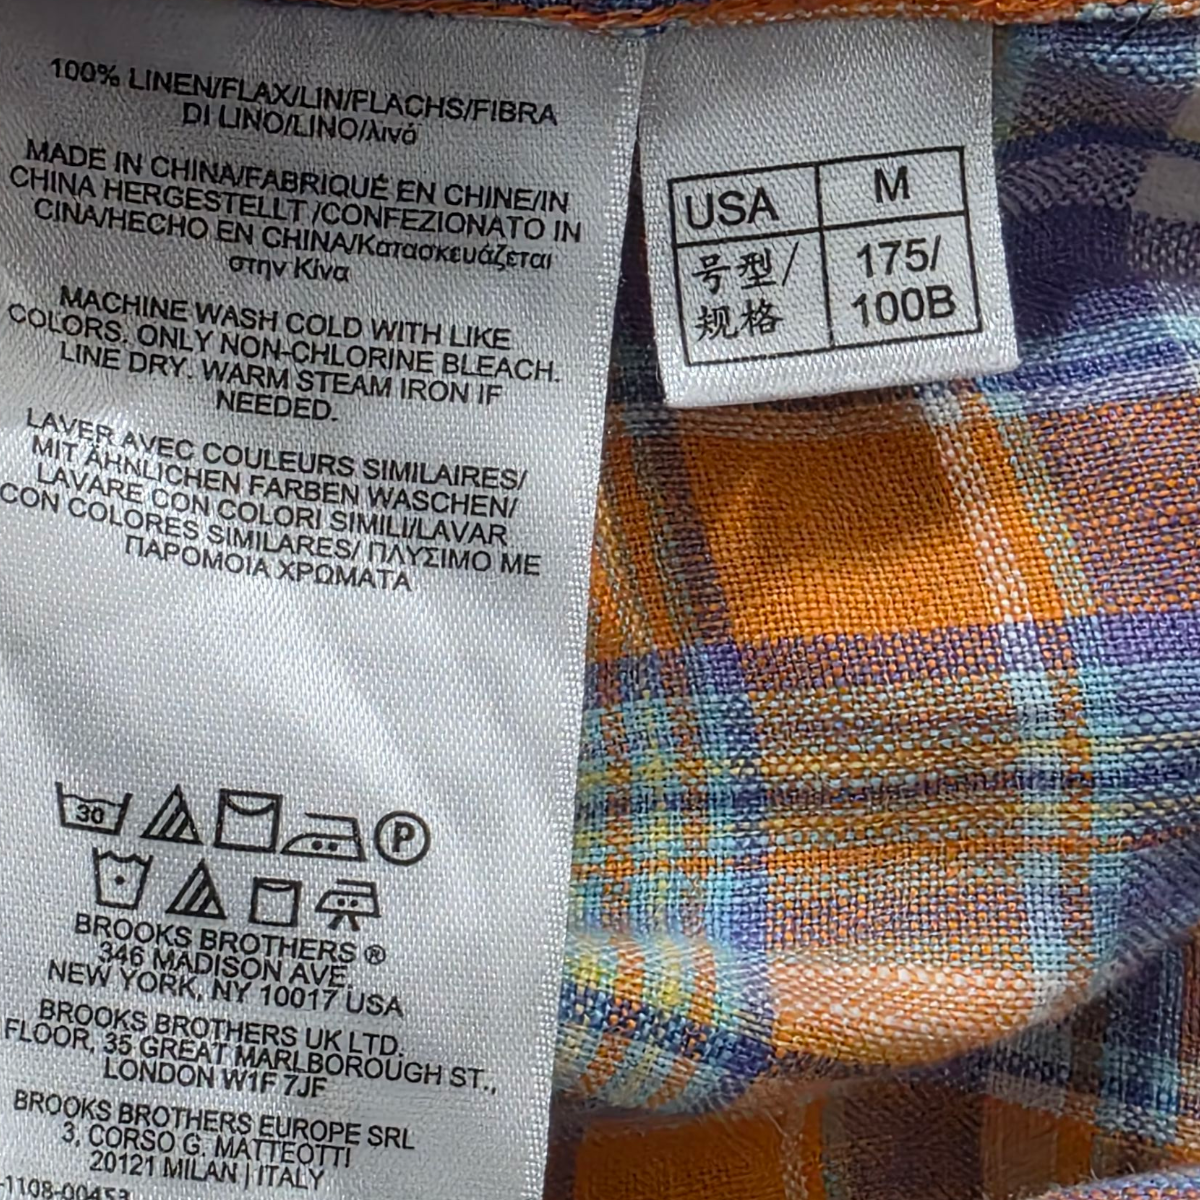 100% LINEN/FLAX/LIN/FLACHS/FIBRA
DI LINO/LINO/λινό
MADE IN CHINA/FABRIQUÉ EN CHINE/IN
CHINA HERGESTELLT /CONFEZIONATO IN
CINA/HECHO EN CHINA/Κατασκευάζεται
στην Κίνα
MACHINE WASH COLD WITH LIKE
COLORS. ONLY NON-CHLORINE BLEACH.
LINE DRY. WARM STEAM IRON IF
NEEDED.
LAVER AVEC COULEURS SIMILAIRES/
MIT ÄHNLICHEN FARBEN WASCHEN/
LAVARE CON COLORI SIMILI/LAVAR
CON COLORES SIMILARES/ ΠΛΥΣΙΜΟ ΜΕ
ΠΑΡΟΜΟΙΑ ΧΡΩΜΑΤΑ
30
P
BROOKS BROTHERS ®
346 MADISON AVE.
NEW YORK, NY 10017 USA
BROOKS BROTHERS UK LTD.
FLOOR, 35 GREAT MARLBOROUGH ST.,
LONDON W1F 7JF
BROOKS BROTHERS EUROPE SRL
3, CORSO G. MATTEOTTI
20121 MILAN | ITALY
-1108-00453
USA M
号型/ 175/
规格 100B